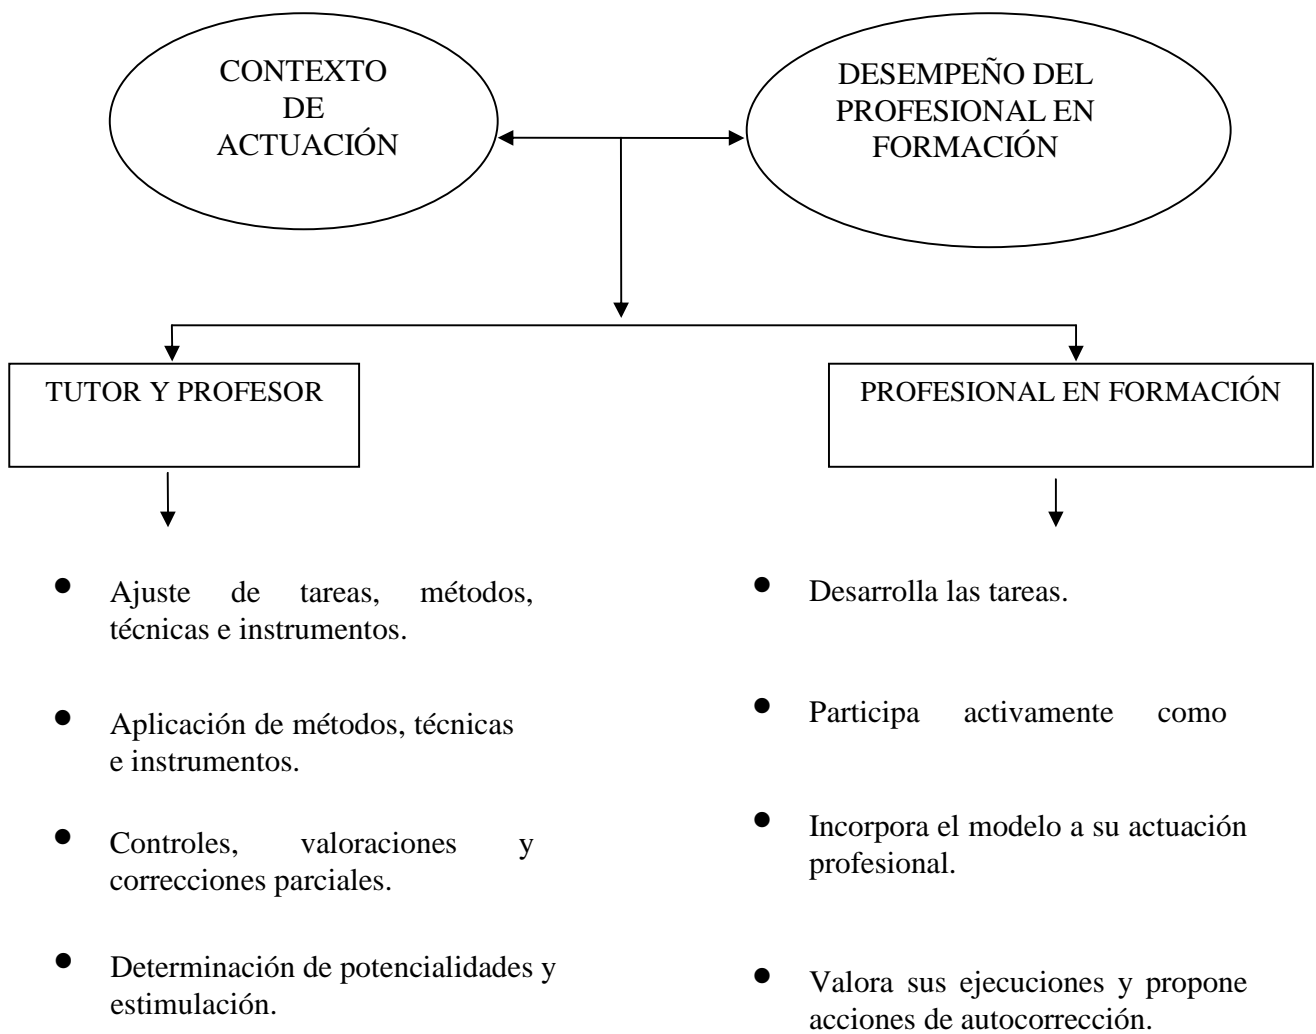 CONTEXTO
DE
ACTUACIÓN
DESEMPEÑO DEL
PROFESIONAL EN
FORMACIÓN
TUTOR Y PROFESOR
PROFESIONAL EN FORMACIÓN
• Ajuste de tareas, métodos,
técnicas e instrumentos.
• Aplicación de métodos, técnicas
e instrumentos.
• Controles, valoraciones y
correcciones parciales.
• Determinación de potencialidades y
estimulación.
• Desarrolla las tareas.
• Participa activamente como
• Incorpora el modelo a su actuación
profesional.
• Valora sus ejecuciones y propone
acciones de autocorrección.